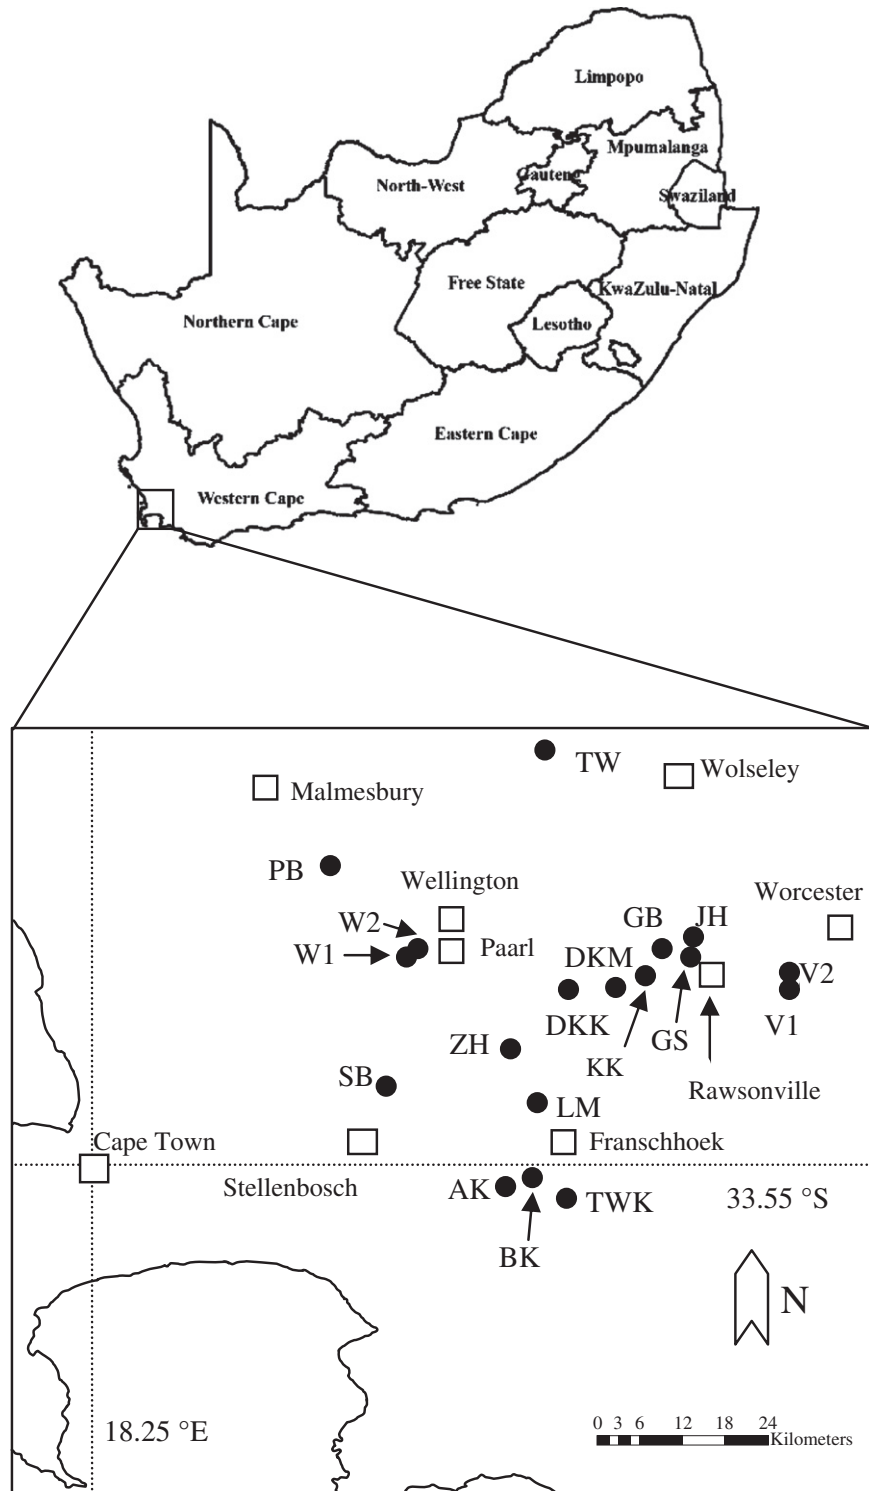 Limpopo
Mpumalanga
North-West
Gauteng
Swaziland
Free State
KwaZulu-Natal
Northern Cape
Lesotho
Eastern Cape
Western Cape
TW
Wolseley
Malmesbury
PB
Wellington
Worcester
W2
GB
JH
W1
Paarl
DKM
V2
DKK
GS
V1
ZH
KK
SB
Rawsonville
LM
Cape Town
Franschhoek
Stellenbosch
AK
TWK
33.55 °S
BK
N
18.25 °E
0 3 6 12 18 24
Kilometers